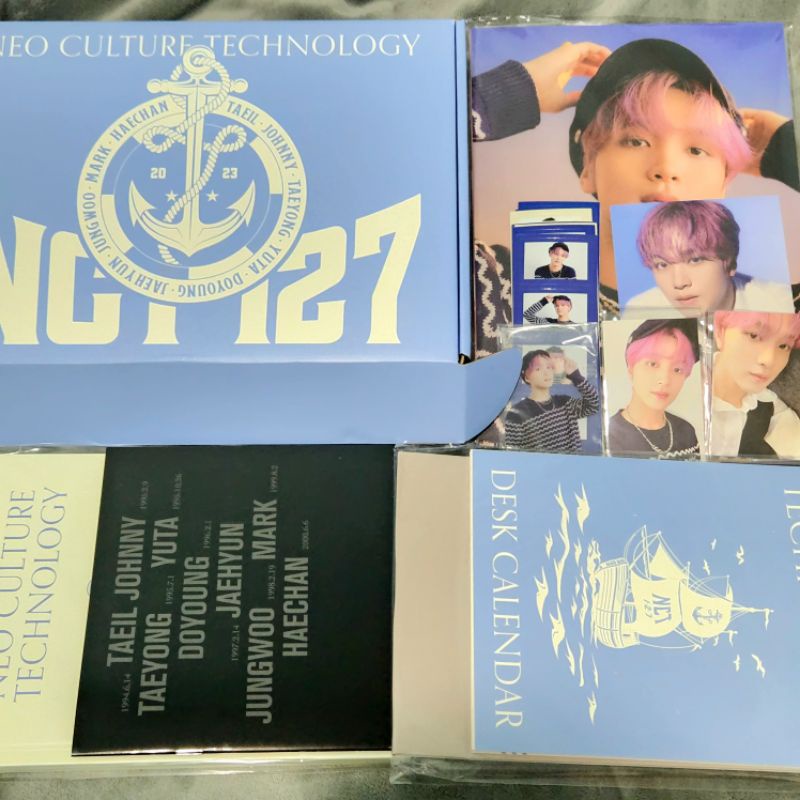 NEO CULTURE TECHNOLOGY
TAEIL · JOHNNY · TAEYONG · YUTA · DOYOUNG · JAEHYUN · JUNGWOO · MARK · HAECHAN
20 23
NCT 127
NEO CULTURE
TECHNOLOGY
1994.6.14 TAEIL JOHNNY 1995.2.9
TAEYONG 1995.7.1 YUTA 1995.10.26
DOYOUNG 1996.2.1
1997.2.14 JAEHYUN
JUNGWOO 1998.2.19 MARK 1999.8.2
HAECHAN 2000.6.6
DESK CALENDAR
NCT
127